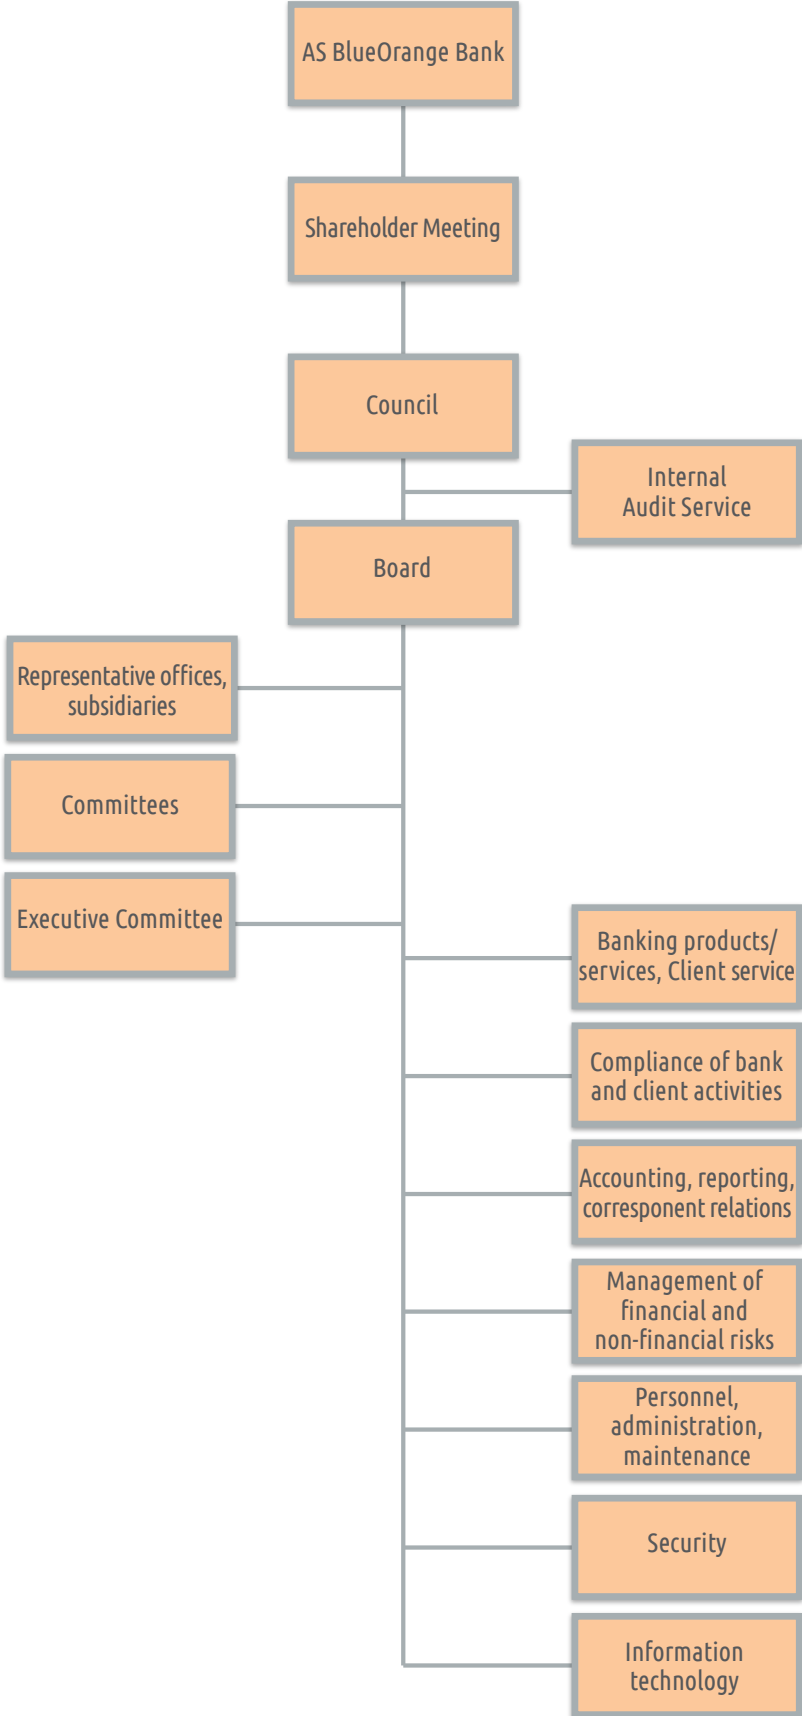 AS BlueOrange Bank
Shareholder Meeting
Council
Internal
Audit Service
Board
Representative offices,
subsidiaries
Committees
Executive Committee
Banking products/
services, Client service
Compliance of bank
and client activities
Accounting, reporting,
corresponent relations
Management of
financial and
non-financial risks
Personnel,
administration,
maintenance
Security
Information
technology